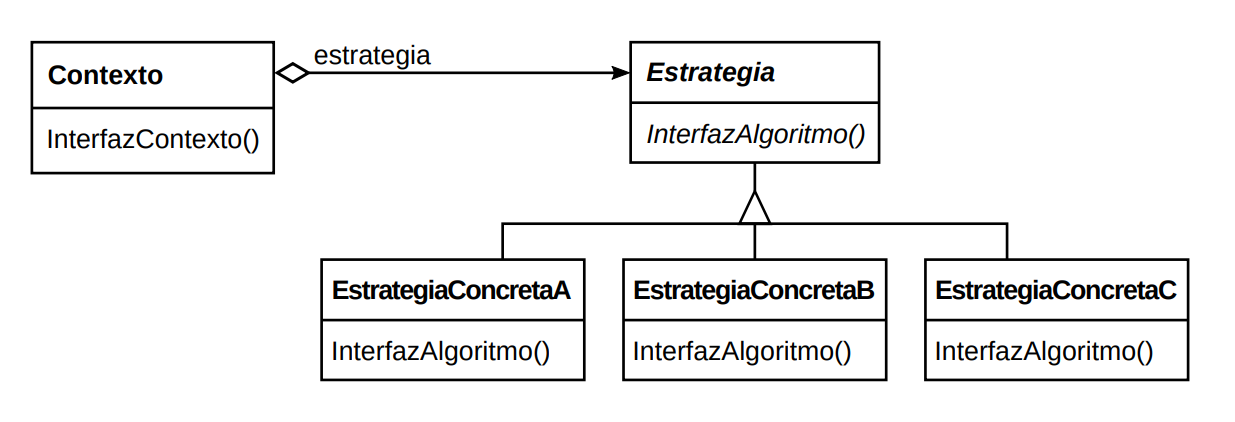 estrategia
Contexto
Estrategia
InterfazContexto()
InterfazAlgoritmo()
EstrategiaConcretaA
EstrategiaConcretaB
EstrategiaConcretaC
InterfazAlgoritmo()
InterfazAlgoritmo()
InterfazAlgoritmo()